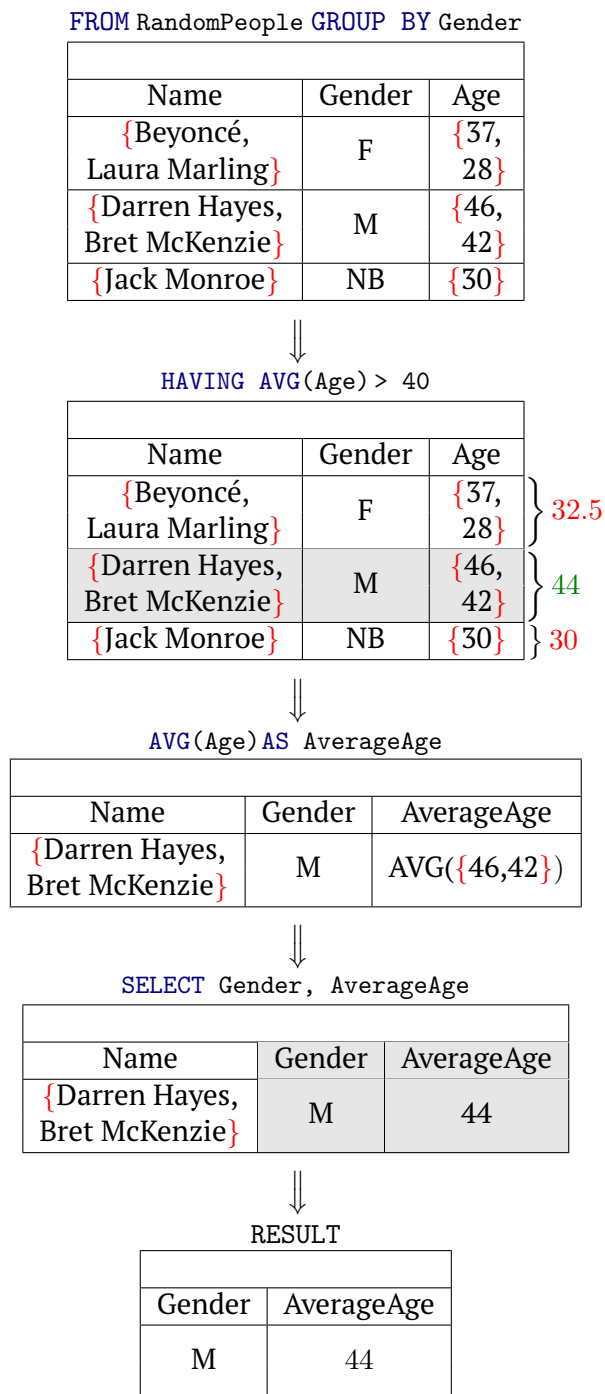 FROM RandomPeople GROUP BY Gender
Name Gender Age
{Beyoncé, Laura Marling} F {37, 28}
{Darren Hayes, Bret McKenzie} M {46, 42}
{Jack Monroe} NB {30}
⇓
HAVING AVG(Age) > 40
Name Gender Age
{Beyoncé, Laura Marling} F {37, 28} } 32.5
{Darren Hayes, Bret McKenzie} M {46, 42} } 44
{Jack Monroe} NB {30} } 30
⇓
AVG(Age) AS AverageAge
Name Gender AverageAge
{Darren Hayes, Bret McKenzie} M AVG({46,42})
⇓
SELECT Gender, AverageAge
Name Gender AverageAge
{Darren Hayes, Bret McKenzie} M 44
⇓
RESULT
Gender AverageAge
M 44